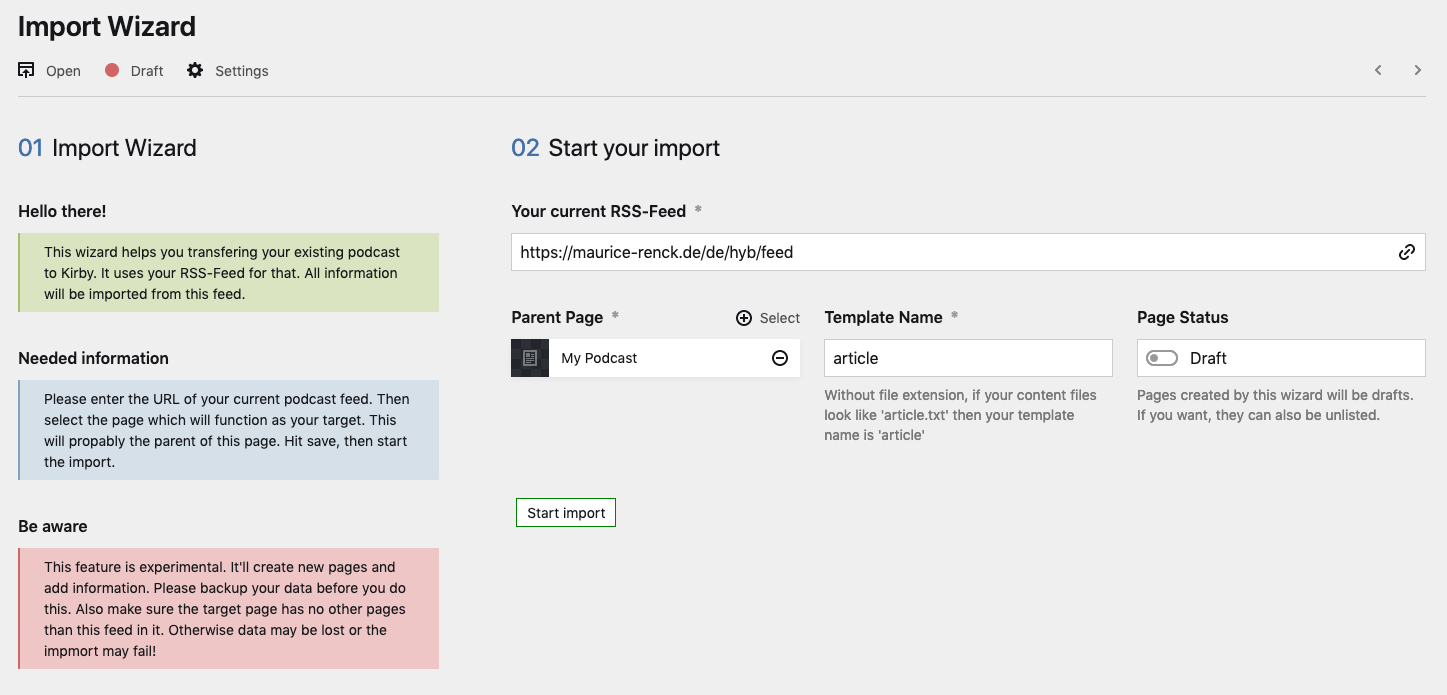 Import Wizard
Open Draft Settings
01 Import Wizard
Hello there!
This wizard helps you transfering your existing podcast
to Kirby. It uses your RSS-Feed for that. All information
will be imported from this feed.
Needed information
Please enter the URL of your current podcast feed. Then
select the page which will function as your target. This
will propably the parent of this page. Hit save, then start
the import.
Be aware
This feature is experimental. It'll create new pages and
add information. Please backup your data before you do
this. Also make sure the target page has no other pages
than this feed in it. Otherwise data may be lost or the
impmort may fail!
02 Start your import
Your current RSS-Feed *
https://maurice-renck.de/de/hyb/feed
Parent Page *
Select
My Podcast
Template Name *
article
Without file extension, if your content files
look like 'article.txt' then your template
name is 'article'
Page Status
Draft
Pages created by this wizard will be drafts.
If you want, they can also be unlisted.
Start import